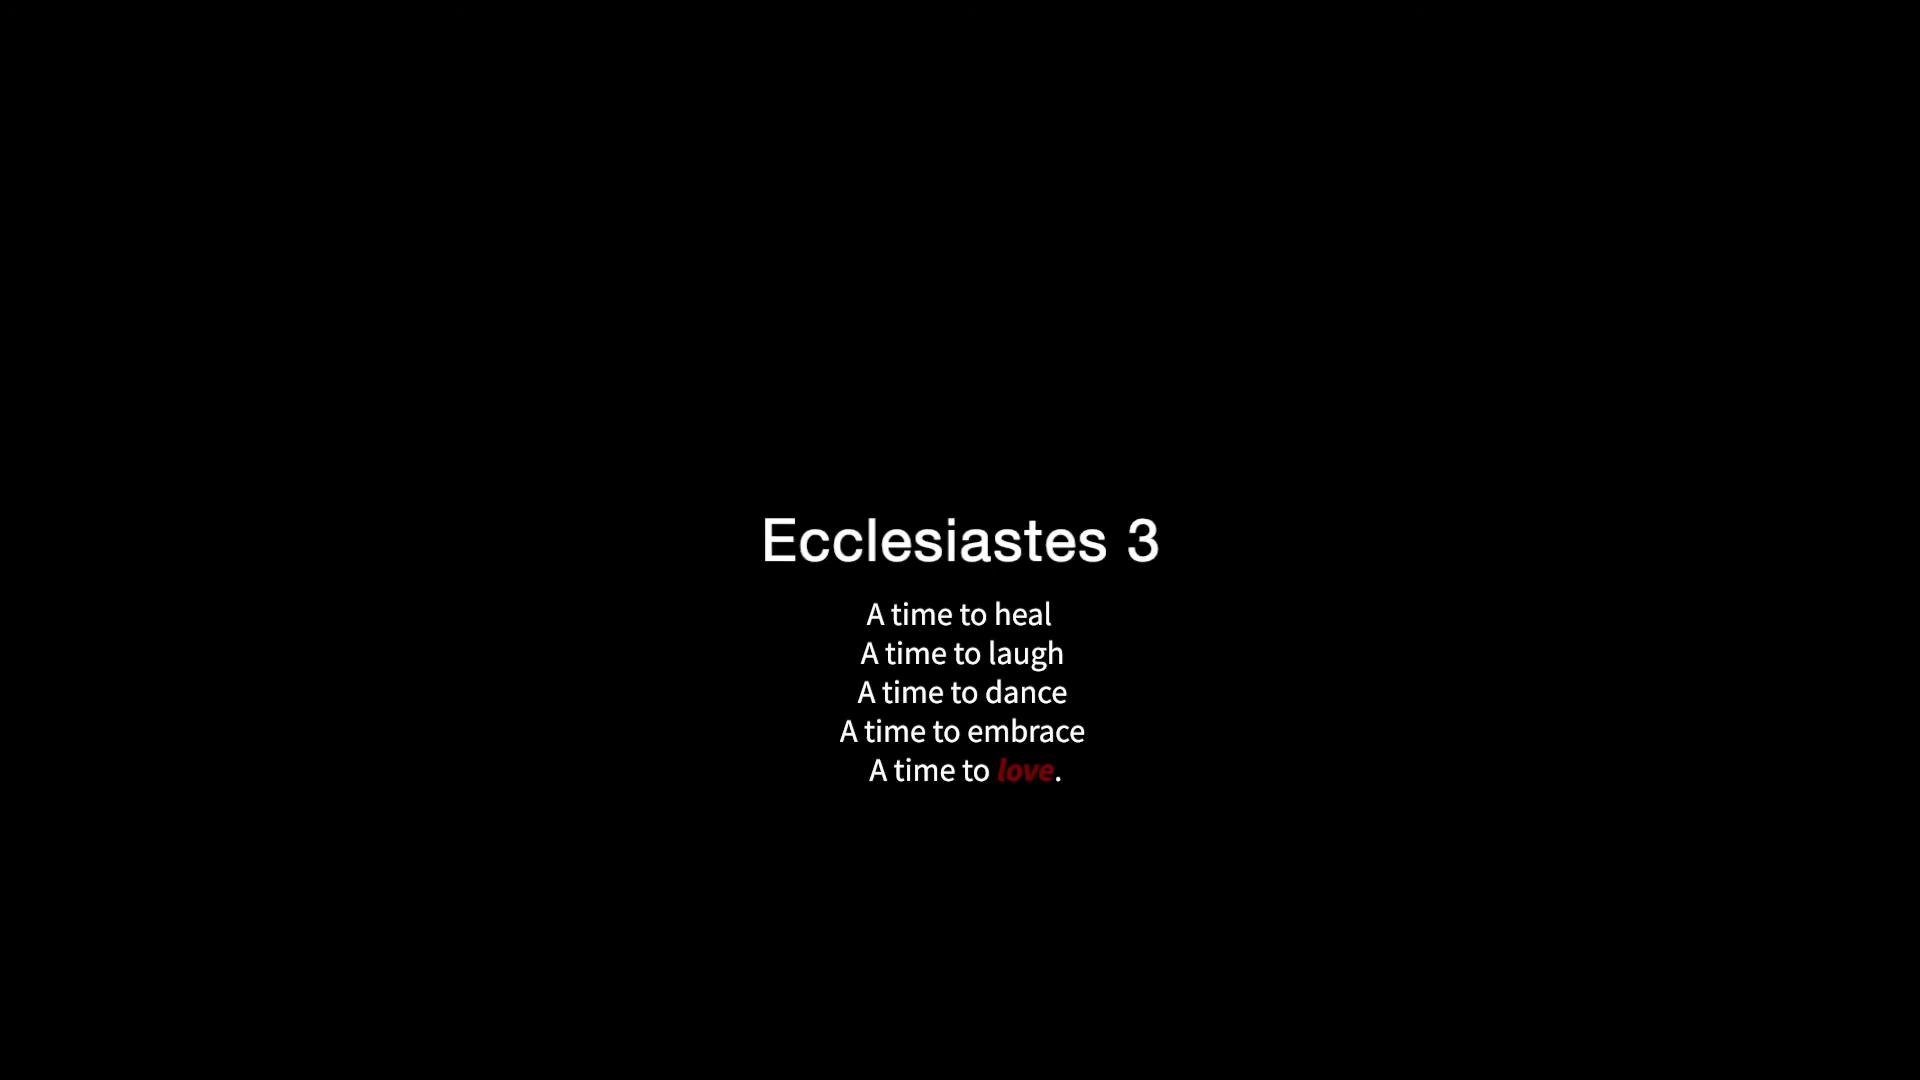 Ecclesiastes 3
A time to heal
A time to laugh
A time to dance
A time to embrace
A time to love.